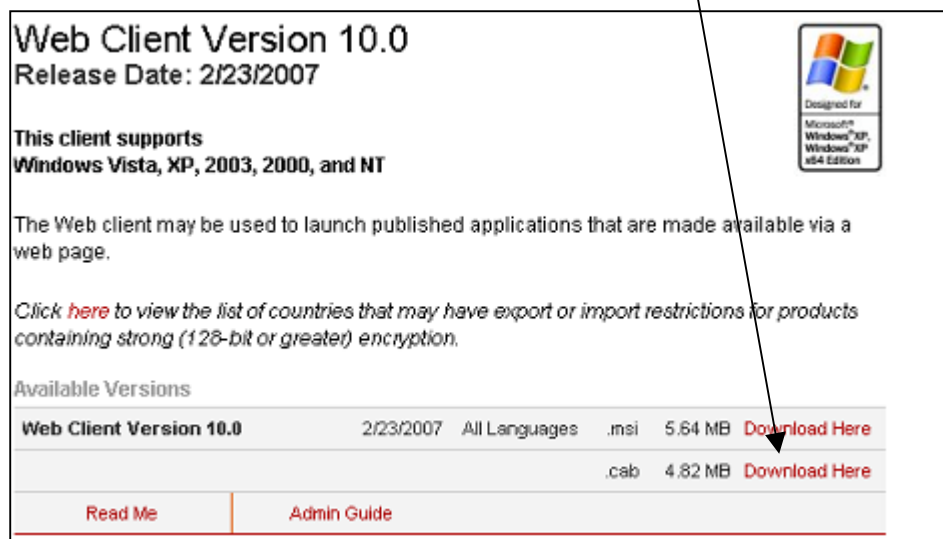 Web Client Version 10.0
Release Date: 2/23/2007
Designed for
Microsoft®
Windows®XP,
Windows®XP
x64 Edition
This client supports
Windows Vista, XP, 2003, 2000, and NT
The Web client may be used to launch published applications that are made available via a
web page.
Click here to view the list of countries that may have export or import restrictions for products
containing strong (128-bit or greater) encryption.
Available Versions
Web Client Version 10.0 2/23/2007 All Languages .msi 5.64 MB Download Here
.cab 4.82 MB Download Here
Read Me Admin Guide